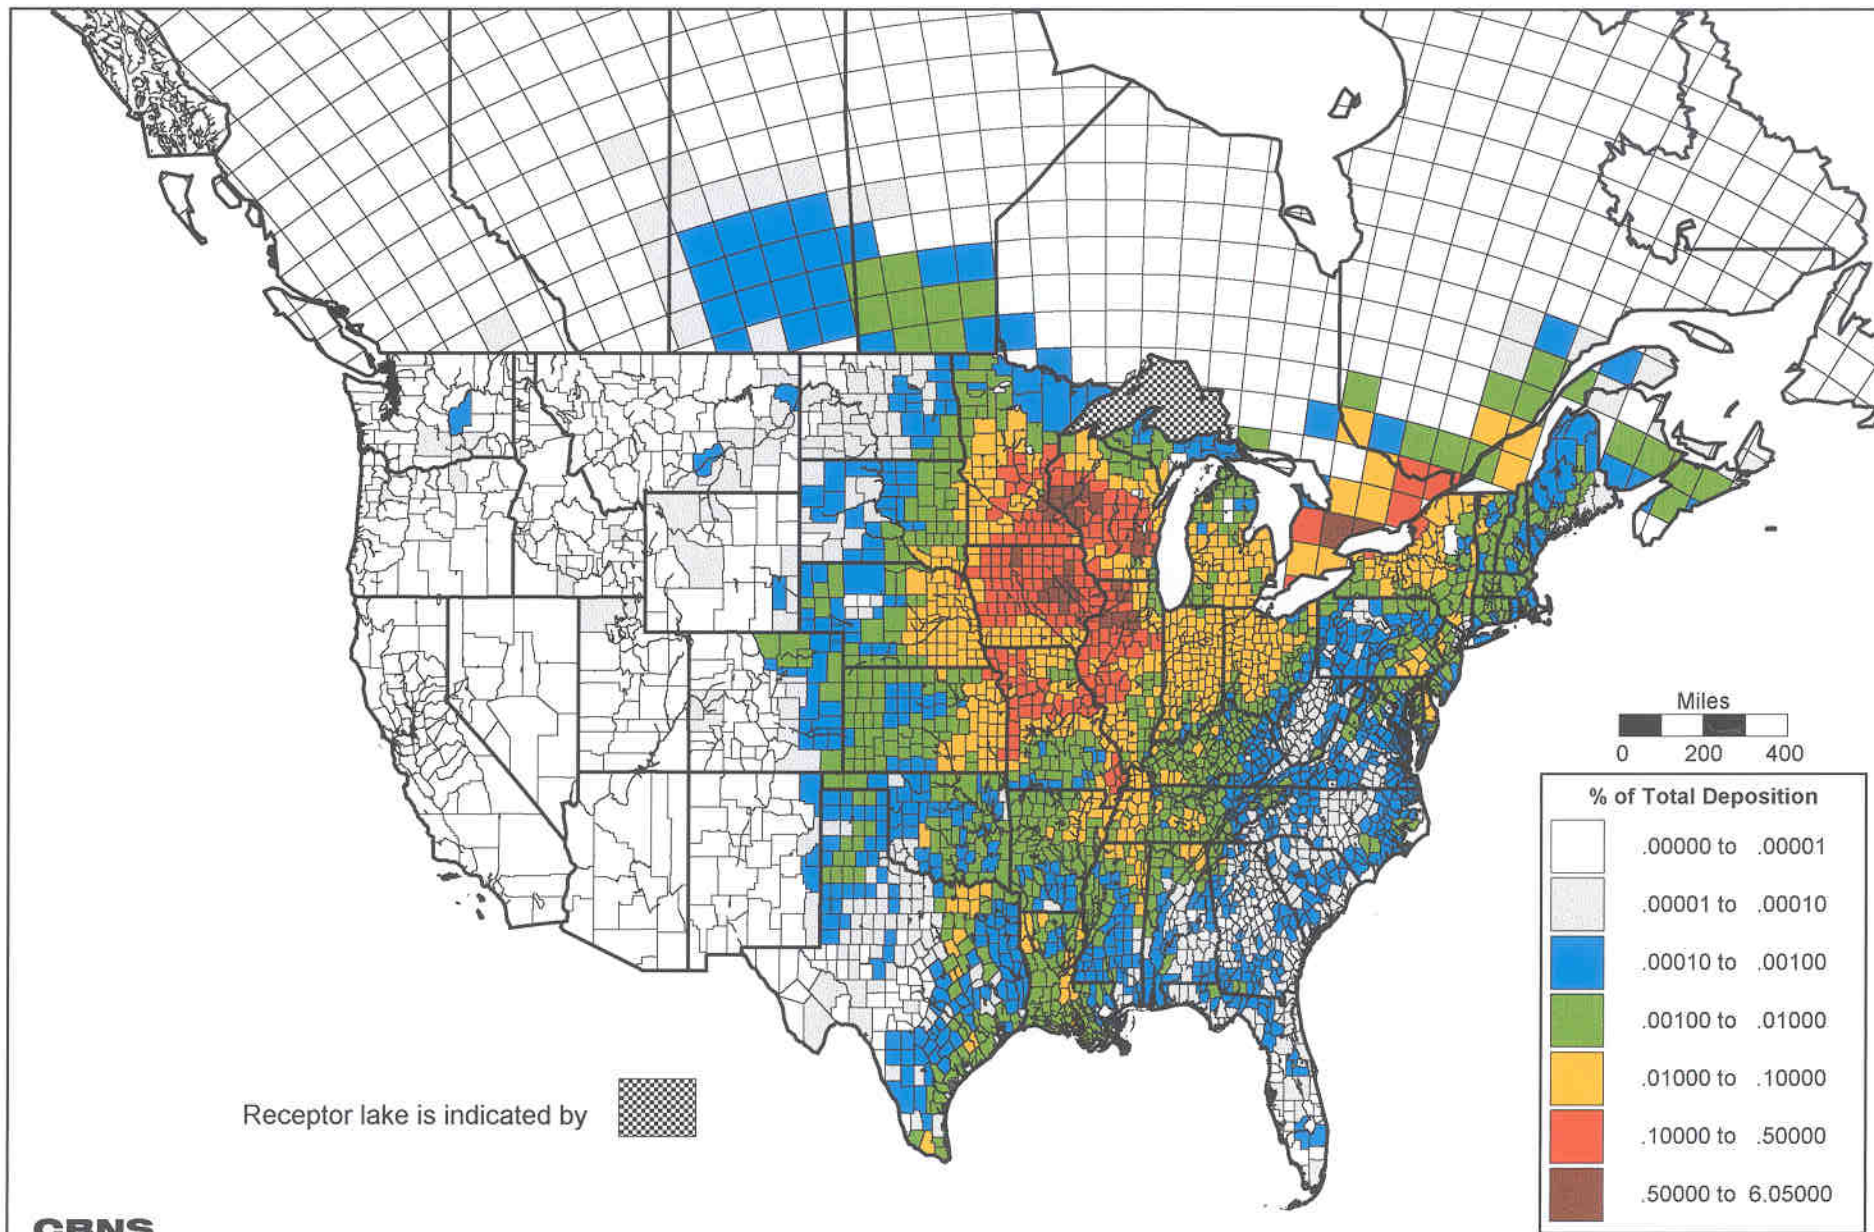 Miles
0 200 400
% of Total Deposition
.00000 to .00001
.00001 to .00010
.00010 to .00100
.00100 to .01000
.01000 to .10000
.10000 to .50000
.50000 to 6.05000
Receptor lake is indicated by
CBNS